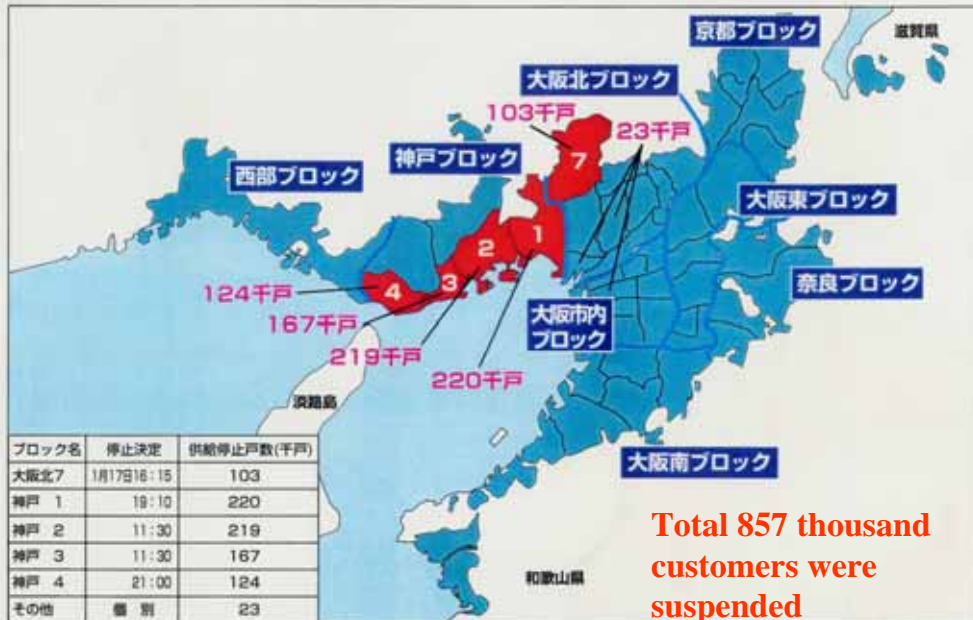 京都ブロック
滋賀県
大阪北ブロック
103千戸
23千戸
神戸ブロック
西部ブロック
7
大阪東ブロック
1
2
3
4
奈良ブロック
124千戸
167千戸
大阪市内
ブロック
219千戸
220千戸
淡路島
大阪南ブロック
ブロック名 停止決定 供給停止戸数(千戸)
大阪北7 1月17日16:15 103
神戸 1 19:10 220
神戸 2 11:30 219
神戸 3 11:30 167
神戸 4 21:00 124
その他 個別 23
和歌山県
Total 857 thousand
customers were
suspended